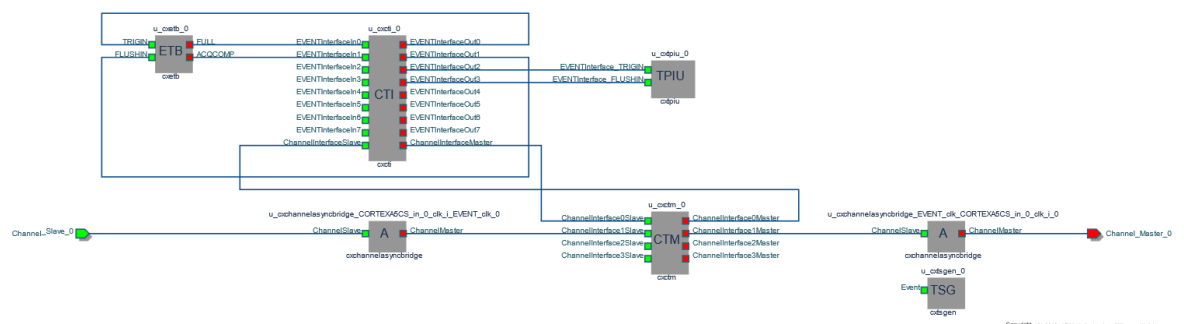 u_cxetb_0
TRIGIN
FULL
FLUSHIN
ACQCOMP
ETB
cxetb
u_cxcti_0
EVENTInterfaceIn0
EVENTInterfaceOut0
EVENTInterfaceIn1
EVENTInterfaceOut1
EVENTInterfaceIn2
EVENTInterfaceOut2
EVENTInterfaceIn3
EVENTInterfaceOut3
EVENTInterfaceIn4
EVENTInterfaceOut4
EVENTInterfaceIn5
EVENTInterfaceOut5
EVENTInterfaceIn6
EVENTInterfaceOut6
EVENTInterfaceIn7
EVENTInterfaceOut7
ChannelInterfaceSlave
ChannelInterfaceMaster
CTI
cxcti
u_cxtpiu_0
EVENTInterface_TRIGIN
EVENTInterface_FLUSHIN
TPIU
cxtpiu
Channel_Slave_0
u_cxchannelasyncbridge_CORTEXA5CS_in_0_clk_i_EVENT_clk_0
ChannelSlave
A
ChannelMaster
cxchannelasyncbridge
u_cxctm_0
ChannelInterface0Slave
ChannelInterface0Master
ChannelInterface1Slave
ChannelInterface1Master
ChannelInterface2Slave
ChannelInterface2Master
ChannelInterface3Slave
ChannelInterface3Master
CTM
cxctm
u_cxchannelasyncbridge_EVENT_clk_CORTEXA5CS_in_0_clk_i_0
ChannelSlave
A
ChannelMaster
cxchannelasyncbridge
Channel_Master_0
u_cxtsgen_0
Event
TSG
cxtsgen